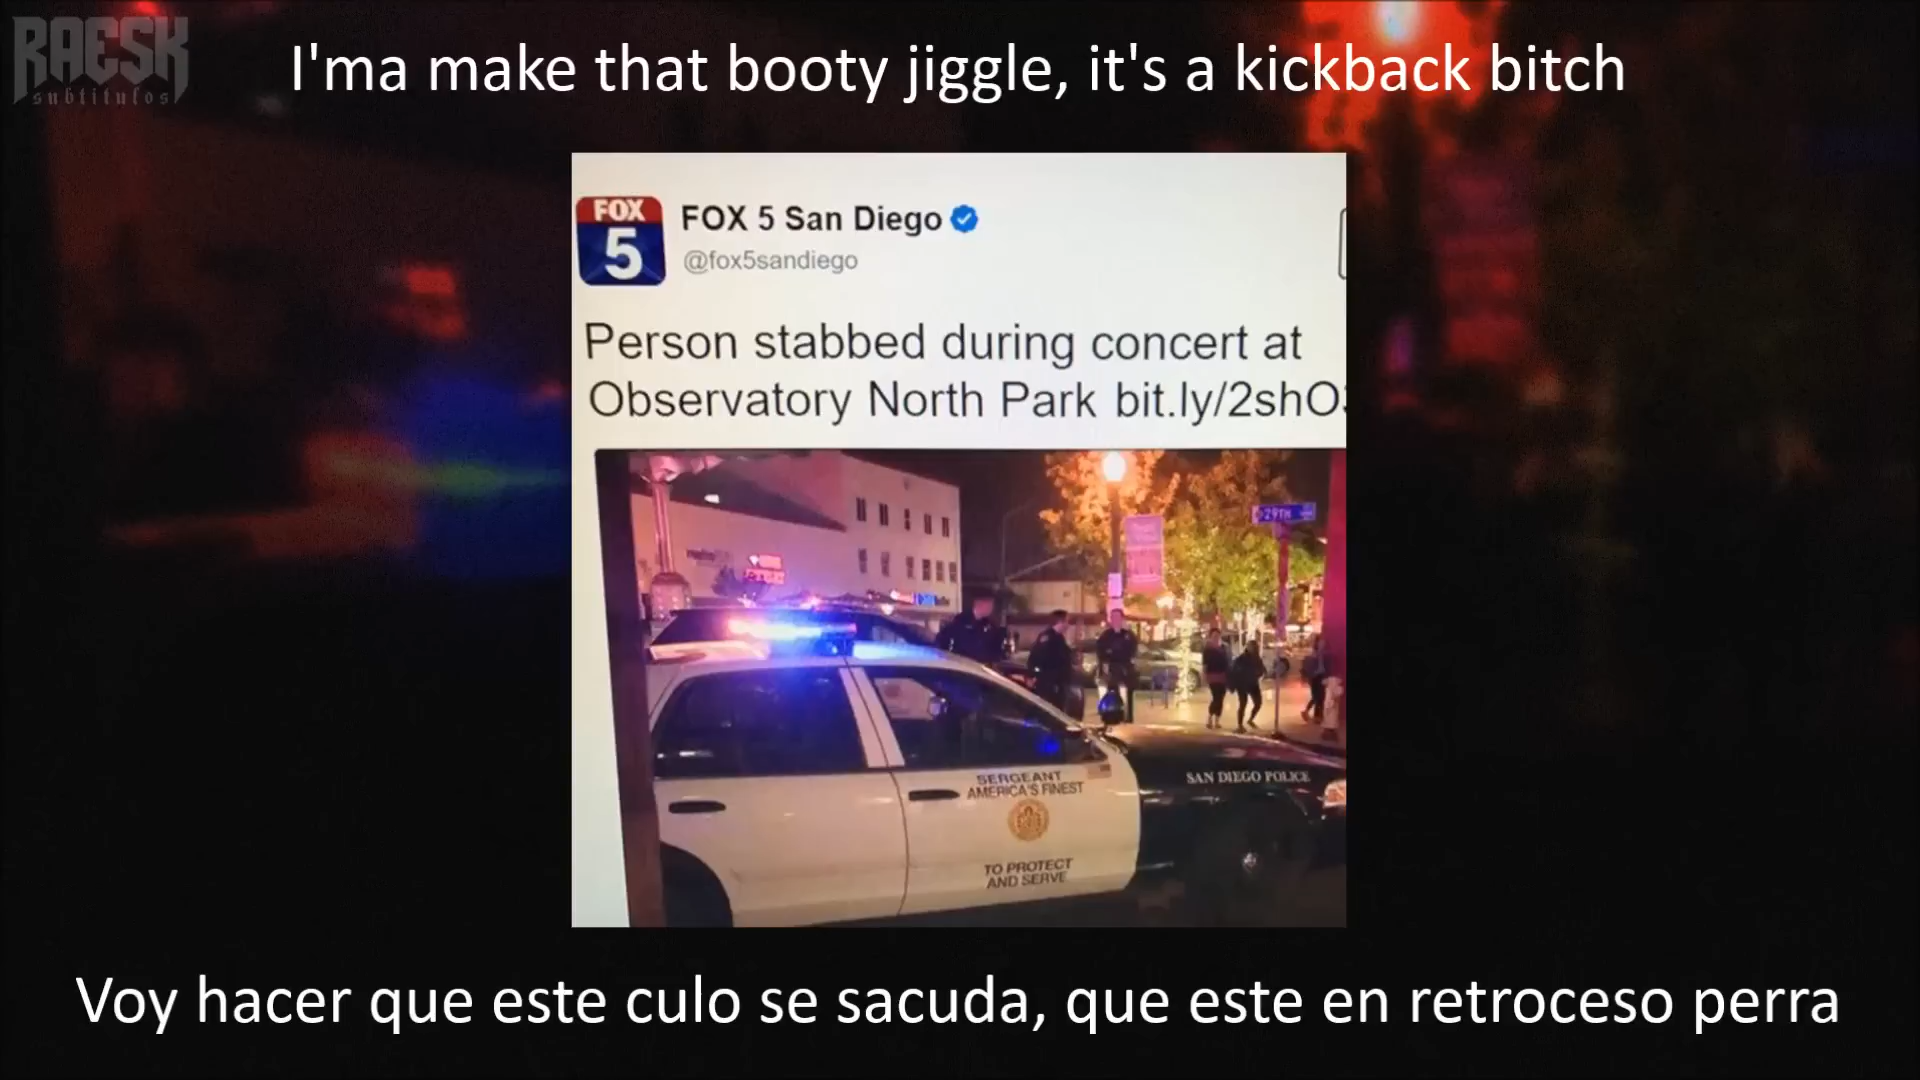 RAESK
subtitulos
I'ma make that booty jiggle, it's a kickback bitch
FOX
5
FOX 5 San Diego
@fox5sandiego
Person stabbed during concert at
Observatory North Park bit.ly/2shO
29TH
SERGEANT
AMERICA'S FINEST
SAN DIEGO POLICE
TO PROTECT
AND SERVE
Voy hacer que este culo se sacuda, que este en retroceso perra